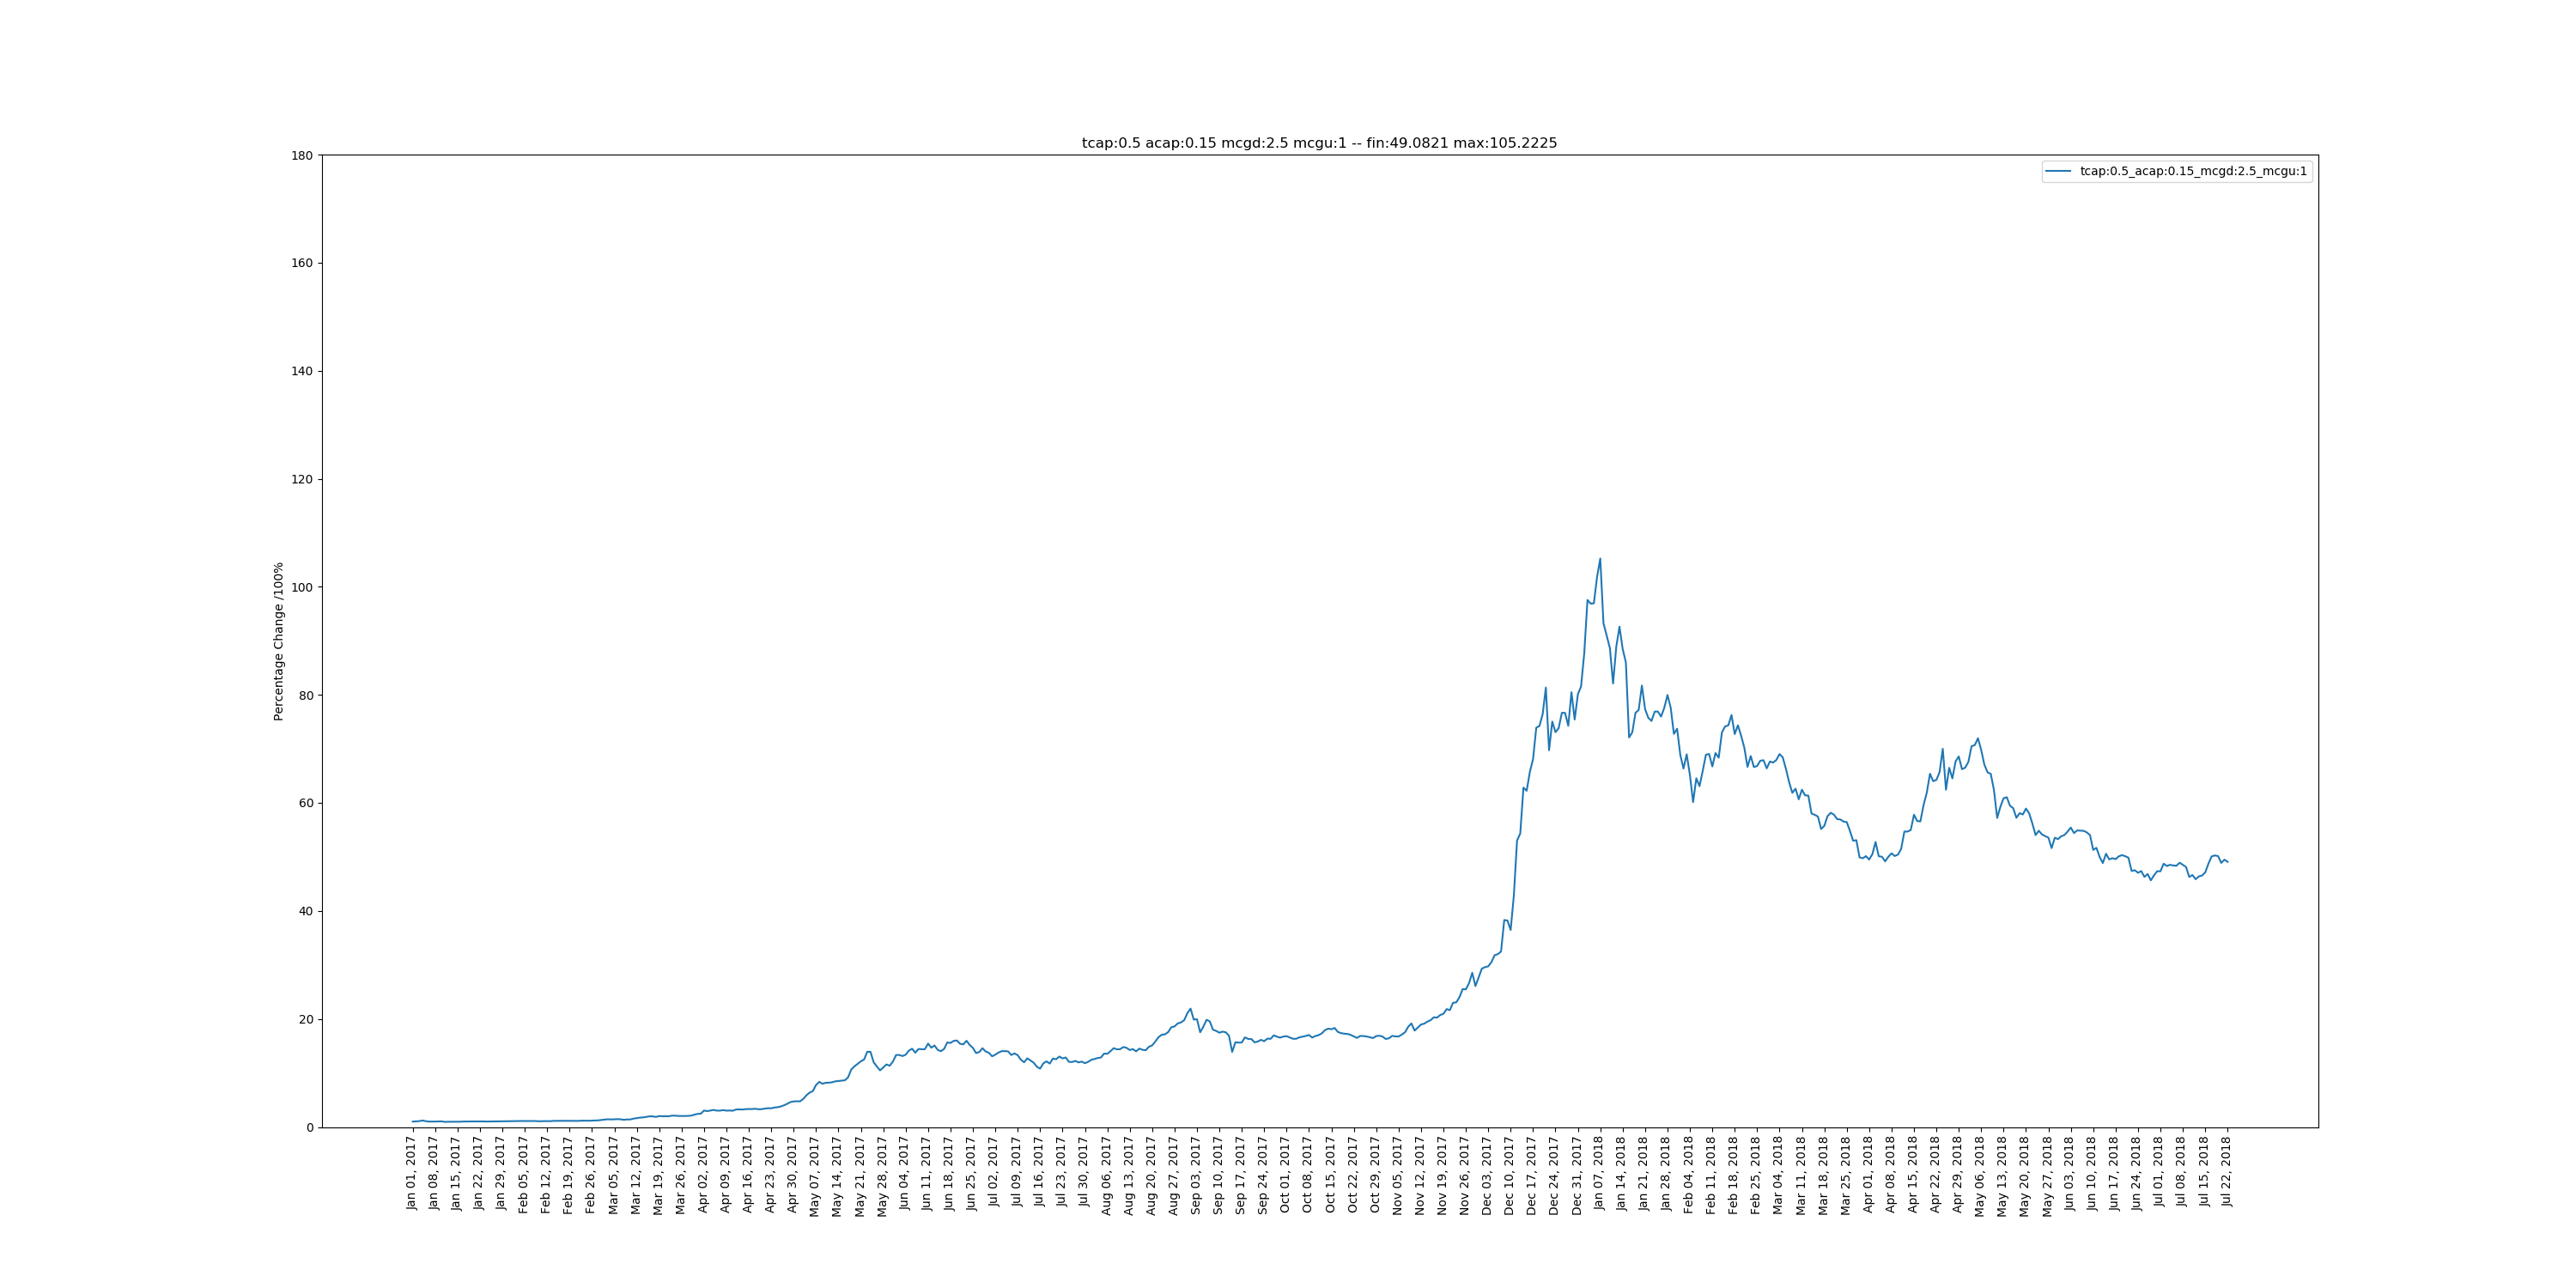 tcap:0.5 acap:0.15 mcgd:2.5 mcgu:1 -- fin:49.0821 max:105.2225
tcap:0.5_acap:0.15_mcgd:2.5_mcgu:1
Percentage Change /100%
180
160
140
120
100
80
60
40
20
0
Jan 01, 2017
Jan 08, 2017
Jan 15, 2017
Jan 22, 2017
Jan 29, 2017
Feb 05, 2017
Feb 12, 2017
Feb 19, 2017
Feb 26, 2017
Mar 05, 2017
Mar 12, 2017
Mar 19, 2017
Mar 26, 2017
Apr 02, 2017
Apr 09, 2017
Apr 16, 2017
Apr 23, 2017
Apr 30, 2017
May 07, 2017
May 14, 2017
May 21, 2017
May 28, 2017
Jun 04, 2017
Jun 11, 2017
Jun 18, 2017
Jun 25, 2017
Jul 02, 2017
Jul 09, 2017
Jul 16, 2017
Jul 23, 2017
Jul 30, 2017
Aug 06, 2017
Aug 13, 2017
Aug 20, 2017
Aug 27, 2017
Sep 03, 2017
Sep 10, 2017
Sep 17, 2017
Sep 24, 2017
Oct 01, 2017
Oct 08, 2017
Oct 15, 2017
Oct 22, 2017
Oct 29, 2017
Nov 05, 2017
Nov 12, 2017
Nov 19, 2017
Nov 26, 2017
Dec 03, 2017
Dec 10, 2017
Dec 17, 2017
Dec 24, 2017
Dec 31, 2017
Jan 07, 2018
Jan 14, 2018
Jan 21, 2018
Jan 28, 2018
Feb 04, 2018
Feb 11, 2018
Feb 18, 2018
Feb 25, 2018
Mar 04, 2018
Mar 11, 2018
Mar 18, 2018
Mar 25, 2018
Apr 01, 2018
Apr 08, 2018
Apr 15, 2018
Apr 22, 2018
Apr 29, 2018
May 06, 2018
May 13, 2018
May 20, 2018
May 27, 2018
Jun 03, 2018
Jun 10, 2018
Jun 17, 2018
Jun 24, 2018
Jul 01, 2018
Jul 08, 2018
Jul 15, 2018
Jul 22, 2018